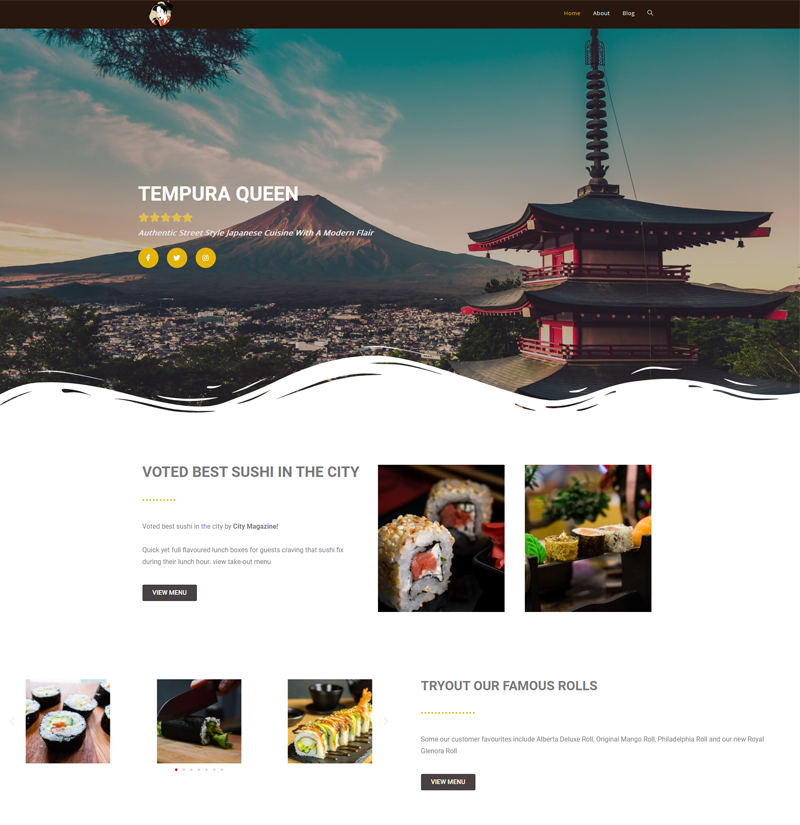 Home About Blog
TEMPURA QUEEN
Authentic Street Style Japanese Cuisine With A Modern Flair
VOTED BEST SUSHI IN THE CITY
Voted best sushi in the city by City Magazine!
Quick yet full flavoured lunch boxes for guests craving that sushi fix
during their lunch hour. view take-out menu
VIEW MENU
TRYOUT OUR FAMOUS ROLLS
Some our customer favourites include Alberta Deluxe Roll, Original Mango Roll, Philadelphia Roll and our new Royal
Glenora Roll
VIEW MENU